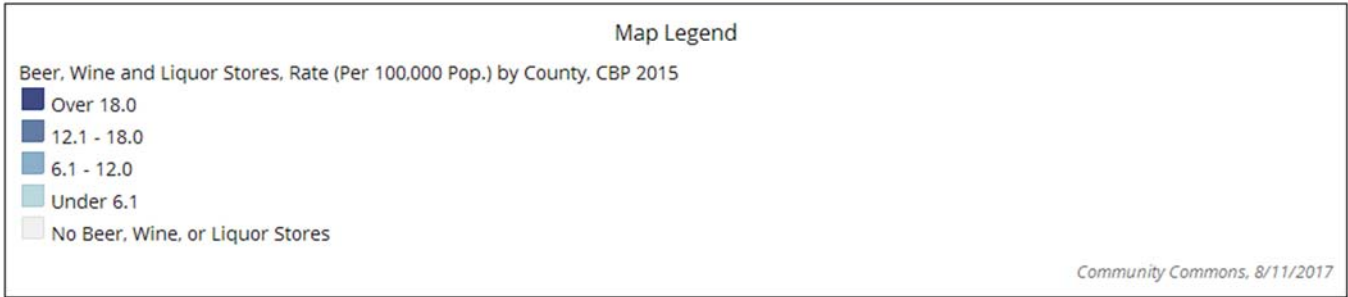 Map Legend
Beer, Wine and Liquor Stores, Rate (Per 100,000 Pop.) by County, CBP 2015
Over 18.0
12.1 - 18.0
6.1 - 12.0
Under 6.1
No Beer, Wine, or Liquor Stores
Community Commons, 8/11/2017